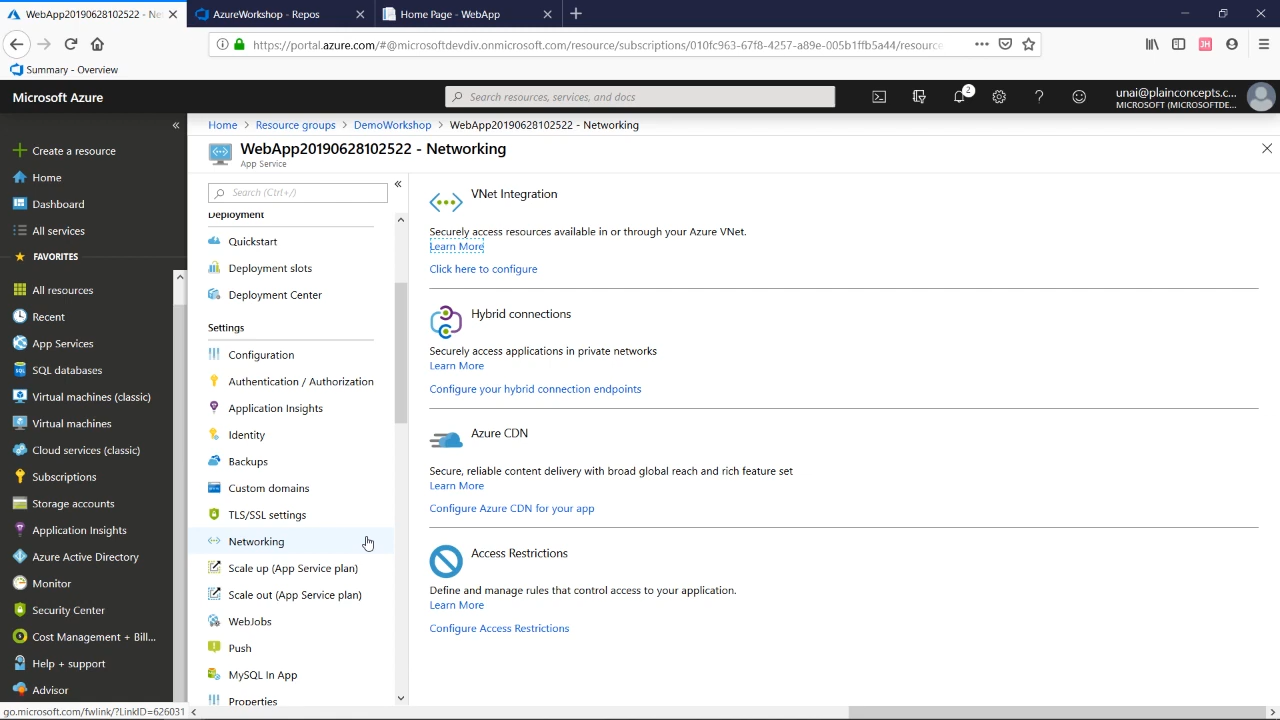 WebApp20190628102522 - Ne
AzureWorkshop - Repos
Home Page - WebApp
https://portal.azure.com/#@microsoftdevdiv.onmicrosoft.com/resource/subscriptions/010fc963-67f8-4257-a89e-005b1ffb5a44/resource
Summary - Overview
Microsoft Azure
Search resources, services, and docs
2
unai@plainconcepts.c...
MICROSOFT (MICROSOFTDE...
Home > Resource groups > DemoWorkshop > WebApp20190628102522 - Networking
WebApp20190628102522 - Networking
App Service
Create a resource
Home
Dashboard
All services
FAVORITES
All resources
Recent
App Services
SQL databases
Virtual machines (classic)
Virtual machines
Cloud services (classic)
Subscriptions
Storage accounts
Application Insights
Azure Active Directory
Monitor
Security Center
Cost Management + Bill...
Help + support
Advisor
go.microsoft.com/fwlink/?LinkID=626031
Search (Ctrl+/)
Deployment
Quickstart
Deployment slots
Deployment Center
Settings
Configuration
Authentication / Authorization
Application Insights
Identity
Backups
Custom domains
TLS/SSL settings
Networking
Scale up (App Service plan)
Scale out (App Service plan)
WebJobs
Push
MySQL In App
Properties
VNet Integration
Securely access resources available in or through your Azure VNet.
Learn More
Click here to configure
Hybrid connections
Securely access applications in private networks
Learn More
Configure your hybrid connection endpoints
Azure CDN
Secure, reliable content delivery with broad global reach and rich feature set
Learn More
Configure Azure CDN for your app
Access Restrictions
Define and manage rules that control access to your application.
Learn More
Configure Access Restrictions